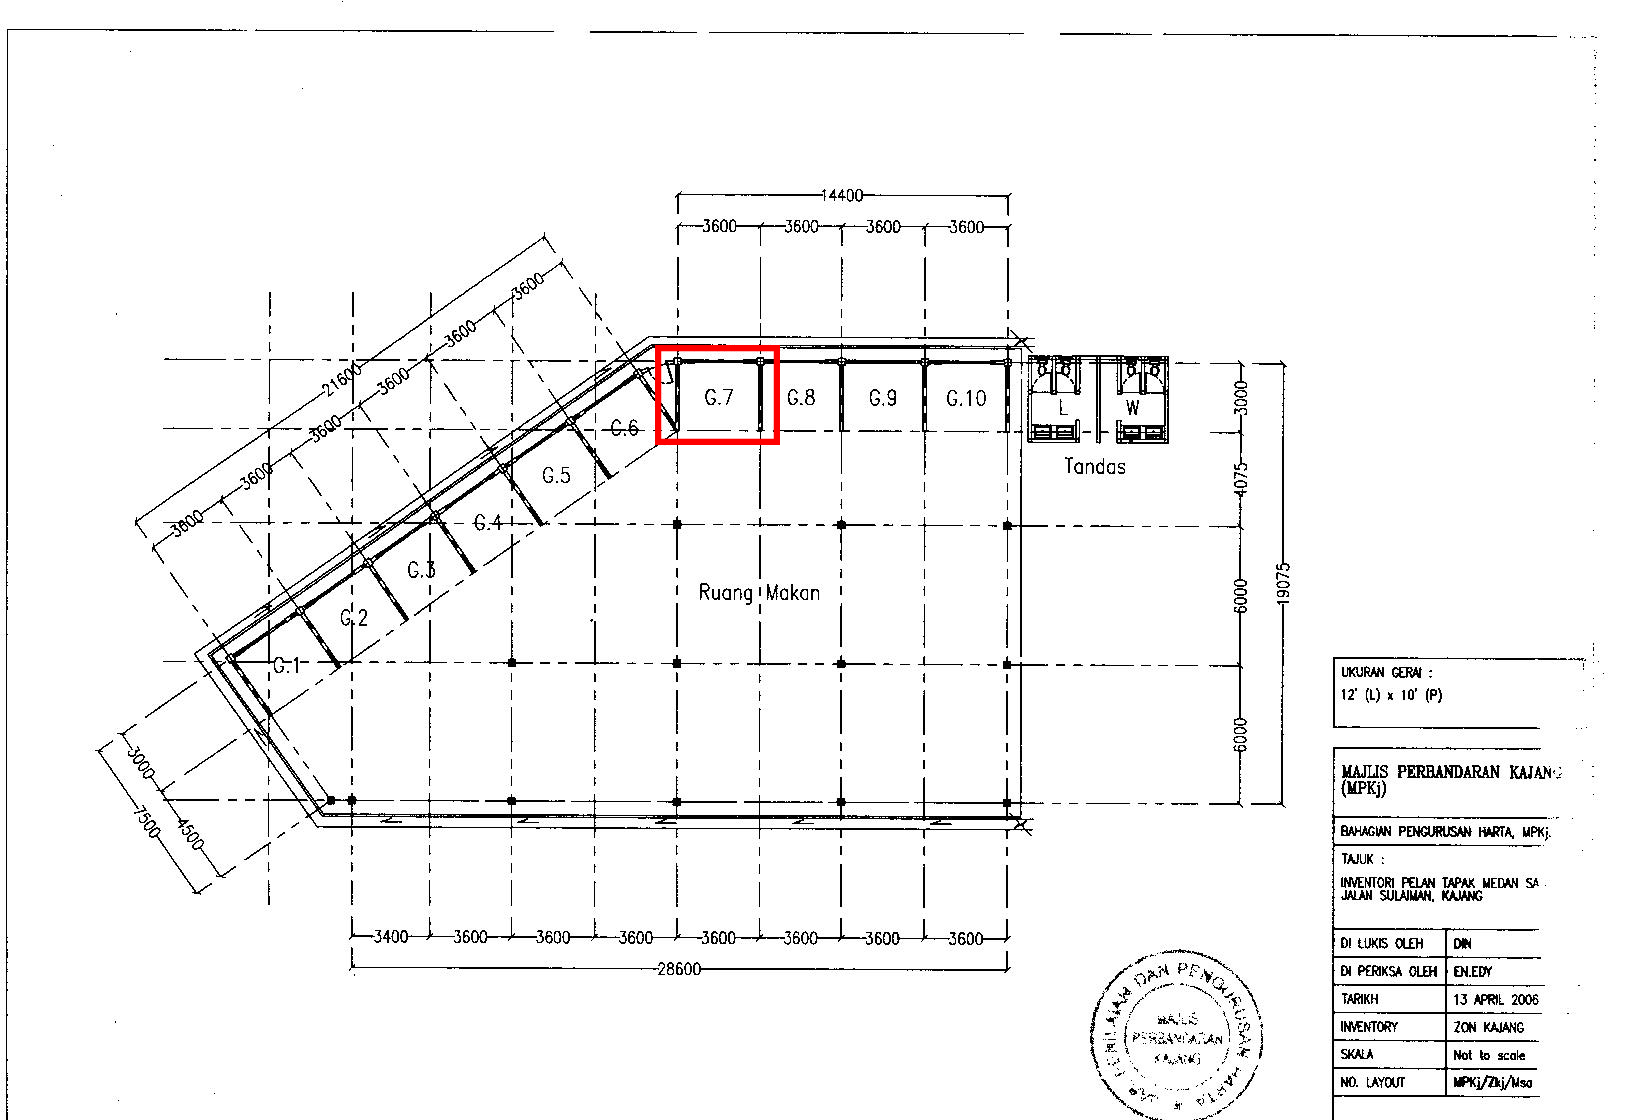 14400
3600 3600 3600 3600
21600
3600
3600
3600
3600
3600
3600
G.1
G.2
G.3
G.4
G.5
G.6
G.7 G.8 G.9 G.10
L W
Tandas
Ruang Makan
3000
4075
6000
6000
19075
3000
4500
7500
3400 3600 3600 3600 3600 3600 3600 3600
28600
UKURAN GERAI :
12' (L) x 10' (P)
MAJLIS PERBANDARAN KAJANG
(MPKj)
BAHAGIAN PENGURUSAN HARTA, MPKj.
TAJUK :
INVENTORI PELAN TAPAK MEDAN SA
JALAN SULAIMAN, KAJANG
DI LUKIS OLEH DIN
DI PERIKSA OLEH EN.EDY
TARIKH 13 APRIL 2006
INVENTORY ZON KAJANG
SKALA Not to scale
NO. LAYOUT MPKj/Zkj/Msa
JAB. PENILAIAN DAN PENGURUSAN HARTA
MAJLIS
PERBANDARAN
KAJANG